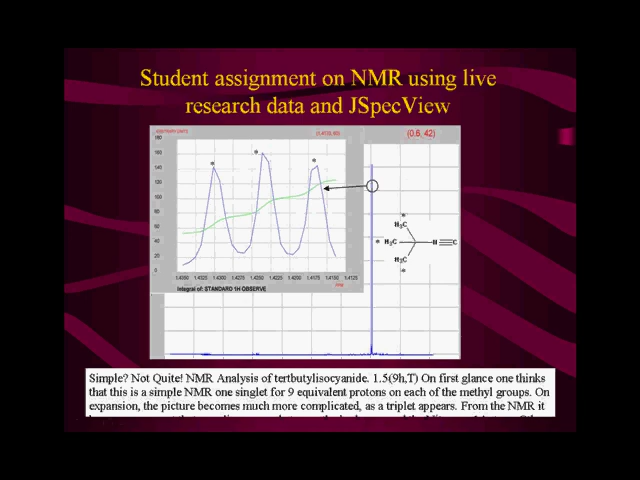 Student assignment on NMR using live
research data and JSpecView
(0.8, 42)
180
160
140
120
100
80
60
40
20
0
1.4350 1.4325 1.4300 1.4275 1.4250 1.4225 1.4200 1.4175 1.4150 1.4125
Integral of: STANDARD 1H OBSERVE
*
*
*
*
H₃C
* H₃C N≡C
H₃C
*
Simple? Not Quite! NMR Analysis of tertbutylisocyanide. 1.5(9h,T) On first glance one thinks
that this is a simple NMR one singlet for 9 equivalent protons on each of the methyl groups. On
expansion, the picture becomes much more complicated, as a triplet appears. From the NMR it